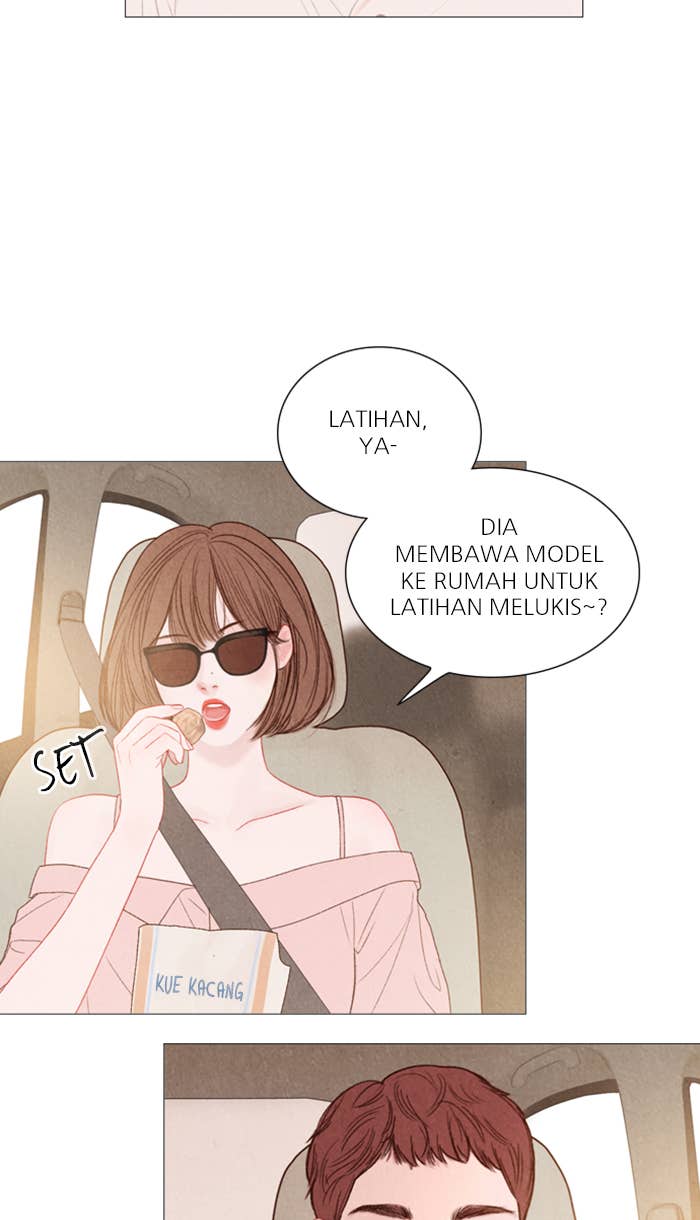 LATIHAN,
YA-
DIA
MEMBAWA MODEL
KE RUMAH UNTUK
LATIHAN MELUKIS~?
SET
KUE KACANG